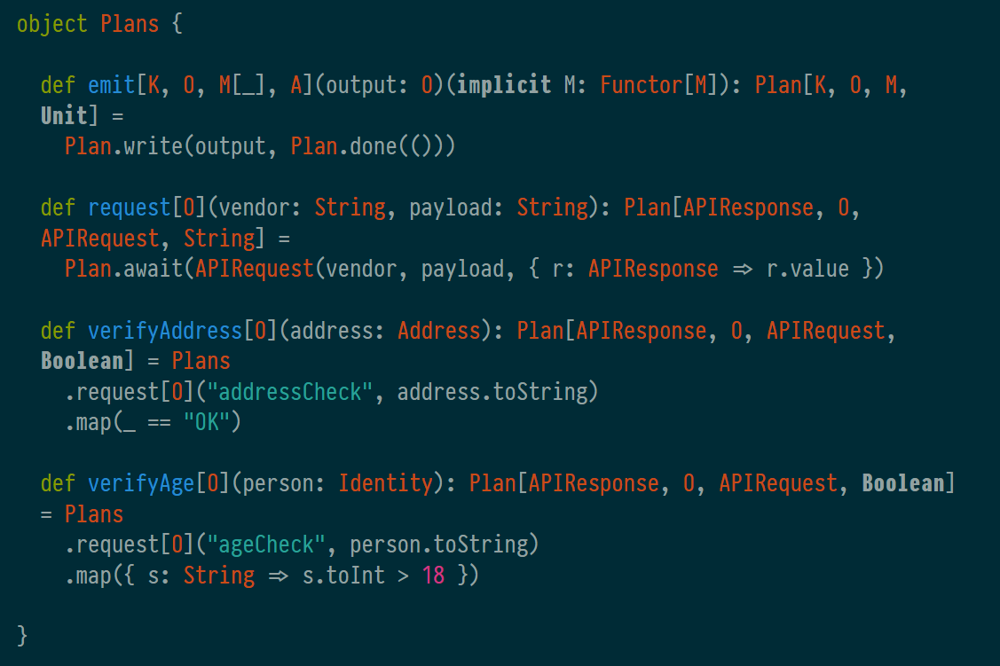 object Plans {
def emit[K, O, M[_], A](output: O)(implicit M: Functor[M]): Plan[K, O, M,
Unit] =
Plan.write(output, Plan.done(()))
def request[O](vendor: String, payload: String): Plan[APIResponse, O,
APIRequest, String] =
Plan.await(APIRequest(vendor, payload, { r: APIResponse ⇒ r.value })
def verifyAddress[O](address: Address): Plan[APIResponse, O, APIRequest,
Boolean] = Plans
.request[O]("addressCheck", address.toString)
.map(_ == "OK")
def verifyAge[O](person: Identity): Plan[APIResponse, O, APIRequest, Boolean]
= Plans
.request[O]("ageCheck", person.toString)
.map({ s: String ⇒ s.toInt > 18 })
}